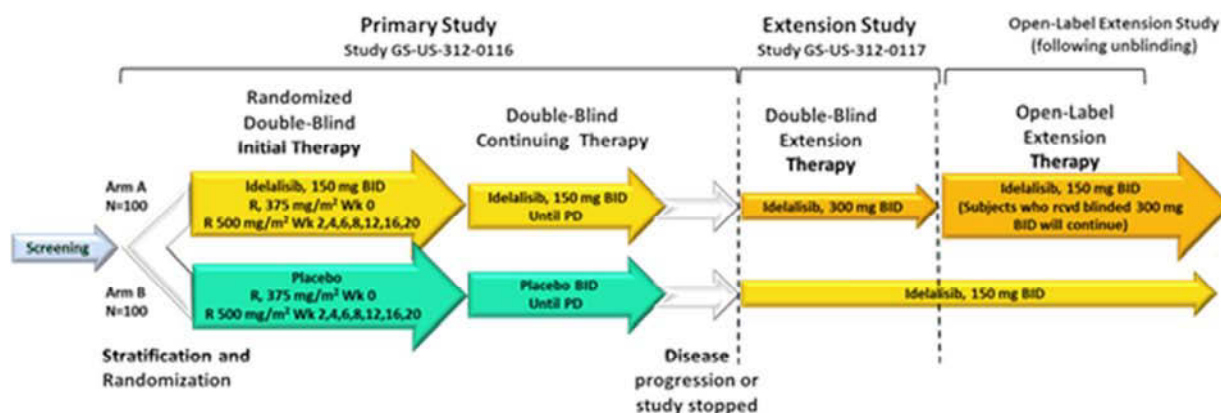 Primary Study
Study GS-US-312-0116
Extension Study
Study GS-US-312-0117
Open-Label Extension Study
(following unblinding)
Randomized
Double-Blind
Initial Therapy
Double-Blind
Continuing Therapy
Double-Blind
Extension
Therapy
Open-Label
Extension
Therapy
Arm A
N=100
Idelalisib, 150 mg BID
R, 375 mg/m² Wk 0
R 500 mg/m² Wk 2,4,6,8,12,16,20
Idelalisib, 150 mg BID
Until PD
Idelalisib, 300 mg BID
Idelalisib, 150 mg BID
(Subjects who rcvd blinded 300 mg
BID will continue)
Screening
Arm B
N=100
Placebo
R, 375 mg/m² Wk 0
R 500 mg/m² Wk 2,4,6,8,12,16,20
Placebo BID
Until PD
Idelalisib, 150 mg BID
Stratification and
Randomization
Disease
progression or
study stopped